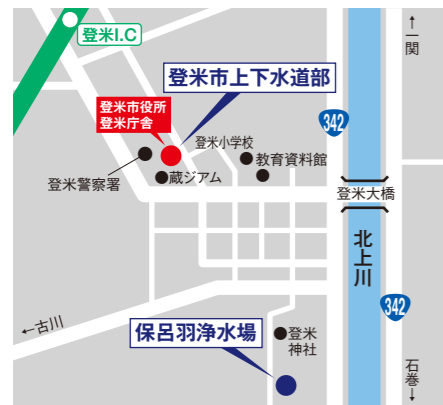 登米I.C
↑一関
登米市上下水道部
登米市役所
登米庁舎
342
登米小学校
教育資料館
登米警察署
蔵ジアム
登米大橋
北上川
342
←古川
保呂羽浄水場
登米
神社
石巻↓